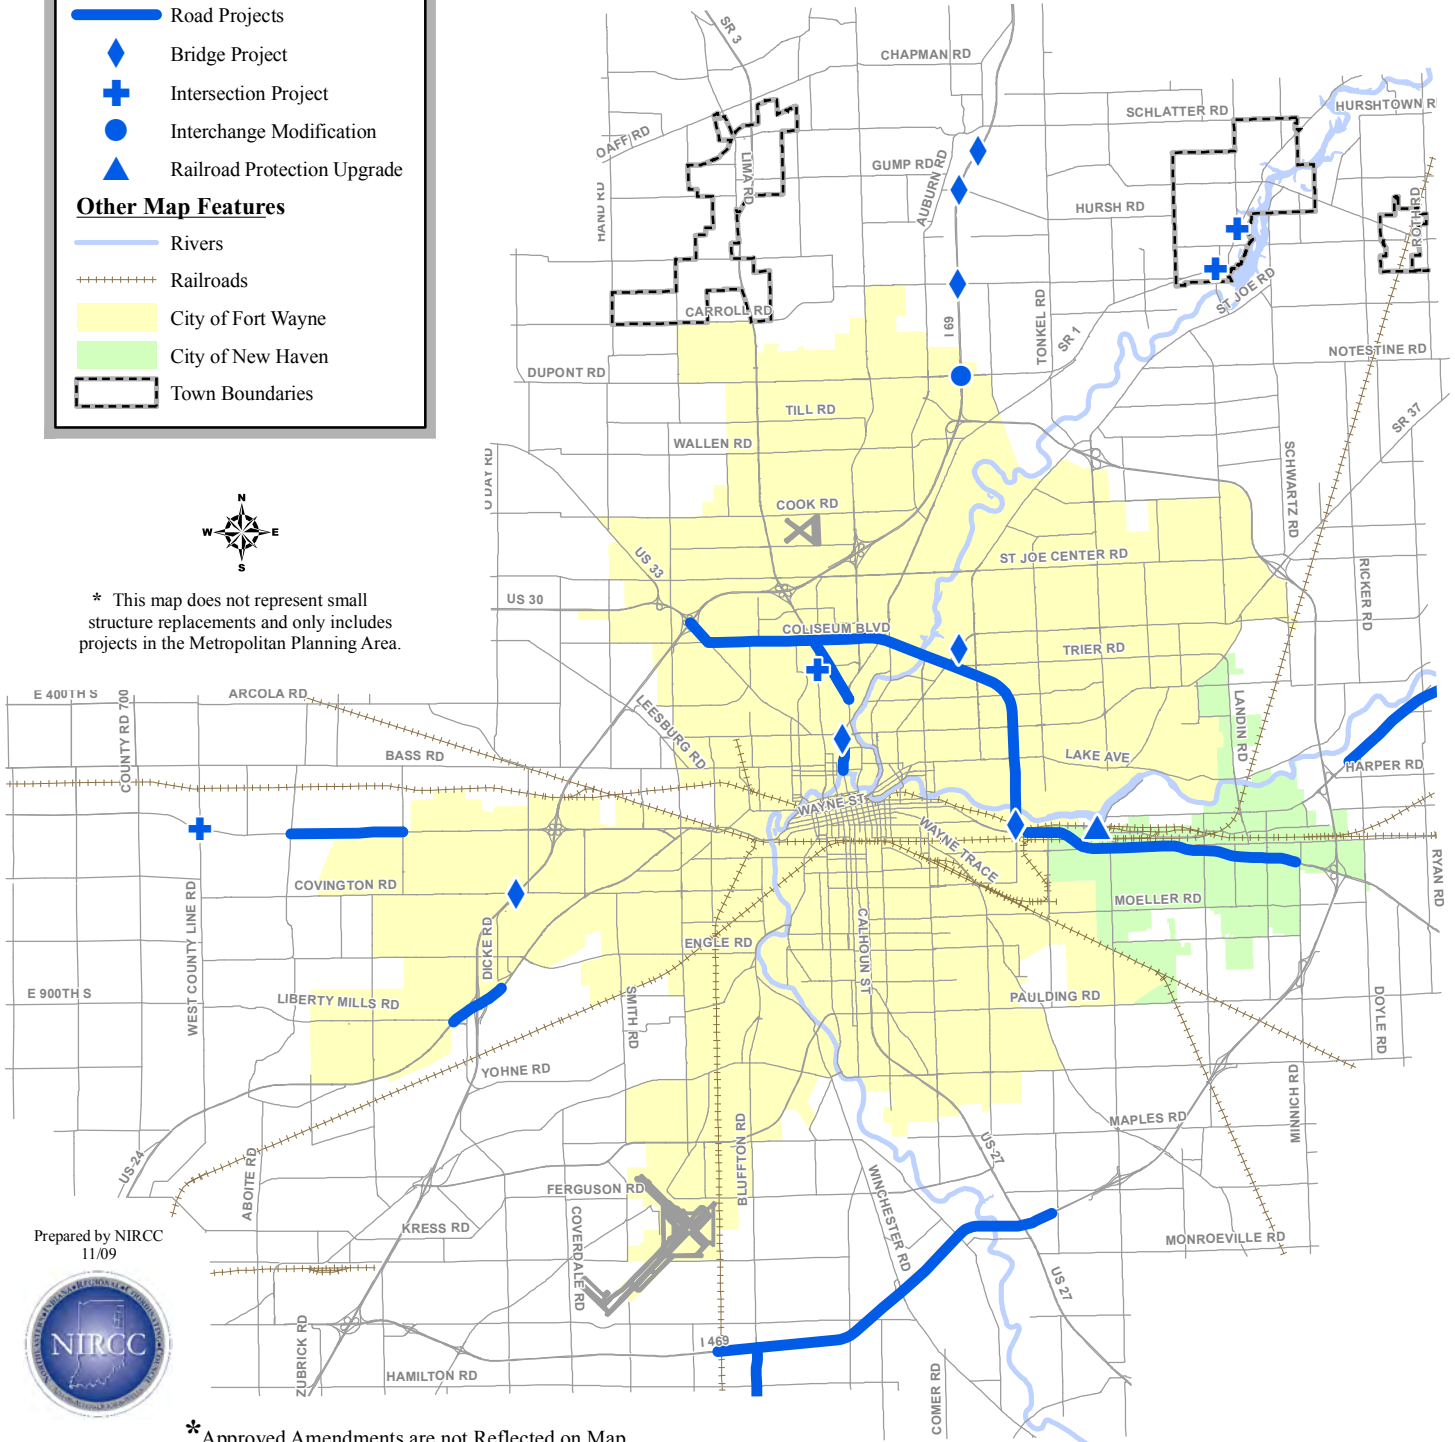 Road Projects
Bridge Project
Intersection Project
Interchange Modification
Railroad Protection Upgrade
Other Map Features
Rivers
Railroads
City of Fort Wayne
City of New Haven
Town Boundaries
N
W E
S
* This map does not represent small
structure replacements and only includes
projects in the Metropolitan Planning Area.
SR 3
CHAPMAN RD
SCHLATTER RD
HURSHTOWN R
OAFF RD
LIMA RD
GUMP RD
AUBURN RD
HAND RD
HURSH RD
ROTH RD
ST JOE RD
CARROLL RD
I 69
TONKEL RD
SR 1
NOTESTINE RD
DUPONT RD
TILL RD
SR 37
WALLEN RD
O DAY RD
SCHWARTZ RD
COOK RD
US 33
ST JOE CENTER RD
RICKER RD
US 30
COLISEUM BLVD
TRIER RD
E 400TH S
COUNTY RD 700
ARCOLA RD
LEESBURG RD
LANDIN RD
BASS RD
LAKE AVE
HARPER RD
WAYNE ST
WAYNE TRACE
RYAN RD
COVINGTON RD
MOELLER RD
WEST COUNTY LINE RD
DICKE RD
ENGLE RD
CALHOUN ST
E 900TH S
LIBERTY MILLS RD
SMITH RD
PAULDING RD
DOYLE RD
YOHNE RD
MINNICH RD
MAPLES RD
US 24
ABOITE RD
BLUFFTON RD
US 27
FERGUSON RD
WINCHESTER RD
KRESS RD
COVERDALE RD
MONROEVILLE RD
Prepared by NIRCC
11/09
US 27
NIRCC
ZUBRICK RD
I 469
HAMILTON RD
COMER RD
*Approved Amendments are not Reflected on Map